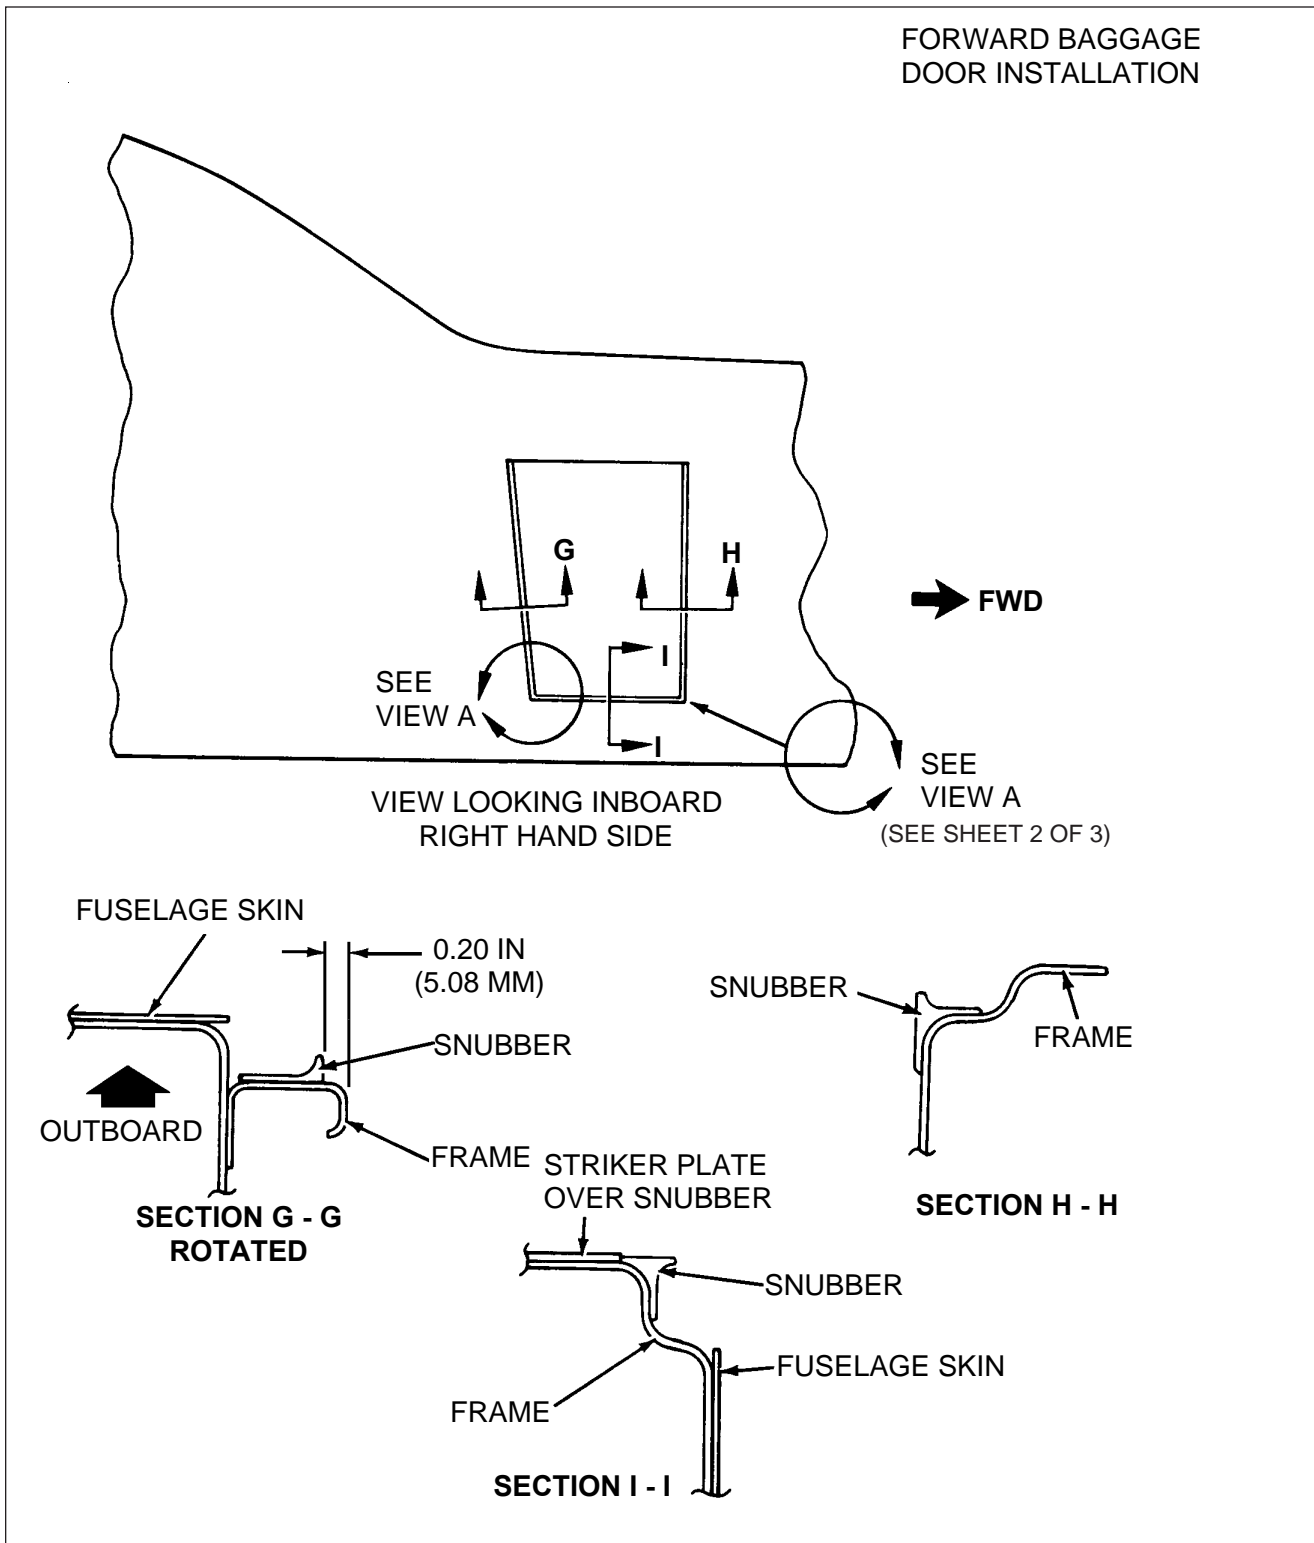 FORWARD BAGGAGE
DOOR INSTALLATION
G
H
FWD
I
SEE
VIEW A
I
SEE
VIEW A
(SEE SHEET 2 OF 3)
VIEW LOOKING INBOARD
RIGHT HAND SIDE
FUSELAGE SKIN
0.20 IN
(5.08 MM)
SNUBBER
OUTBOARD
FRAME
SECTION G - G
ROTATED
SNUBBER
FRAME
SECTION H - H
STRIKER PLATE
OVER SNUBBER
SNUBBER
FUSELAGE SKIN
FRAME
SECTION I - I